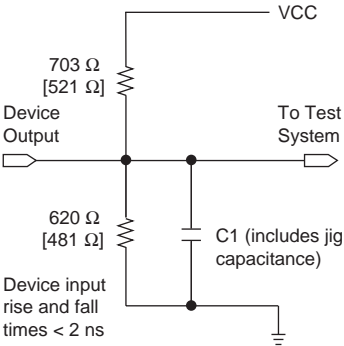 VCC
703 Ω
[521 Ω]
Device
Output
To Test
System
620 Ω
[481 Ω]
C1 (includes jig
capacitance)
Device input
rise and fall
times < 2 ns